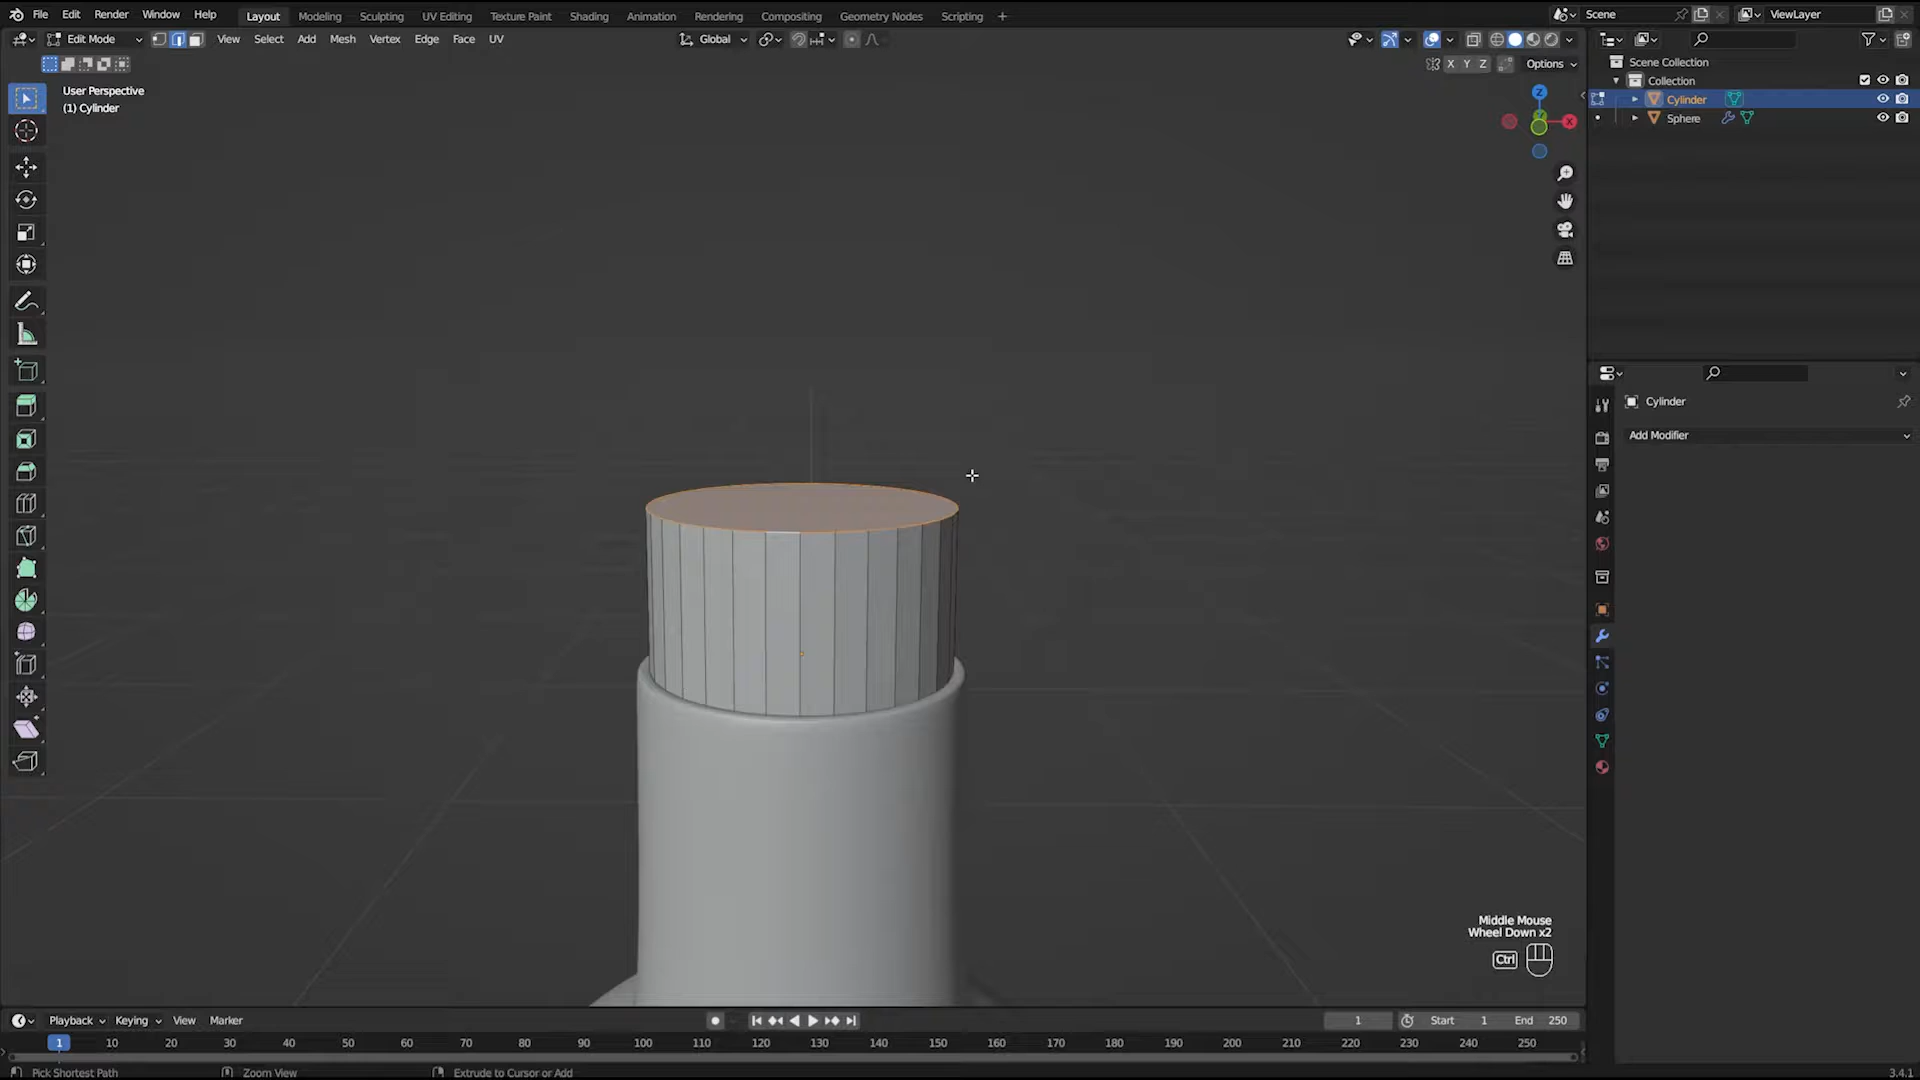 File Edit Render Window Help Layout Modeling Sculpting UV Editing Texture Paint Shading Animation Rendering Compositing Geometry Nodes Scripting + Scene ViewLayer
Edit Mode View Select Add Mesh Vertex Edge Face UV Global
X Y Z Options
User Perspective
(1) Cylinder
Z
X
Scene Collection
Collection
Cylinder
Sphere
Cylinder
Add Modifier
Middle Mouse
Wheel Down x2
Ctrl
Playback Keying View Marker 1 Start 1 End 250
1 10 20 30 40 50 60 70 80 90 100 110 120 130 140 150 160 170 180 190 200 210 220 230 240 250
Pick Shortest Path Zoom View Extrude to Cursor or Add 3.4.1